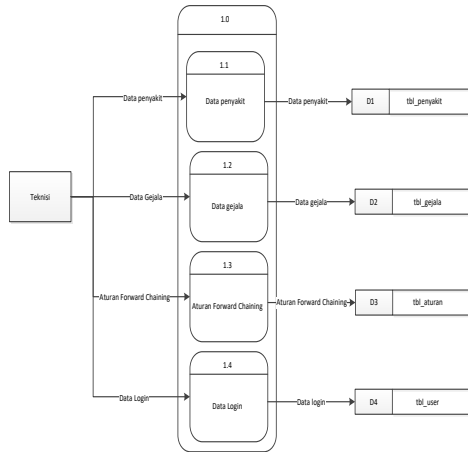 1.0
1.1
Data penyakit
Data penyakit
Data penyakit
D1
tbl_penyakit
1.2
Teknisi
Data Gejala
Data gejala
Data gejala
D2
tbl_gejala
1.3
Aturan Forward Chaining
Aturan Forward Chaining
Aturan Forward Chaining
D3
tbl_aturan
1.4
Data Login
Data Login
Data login
D4
tbl_user